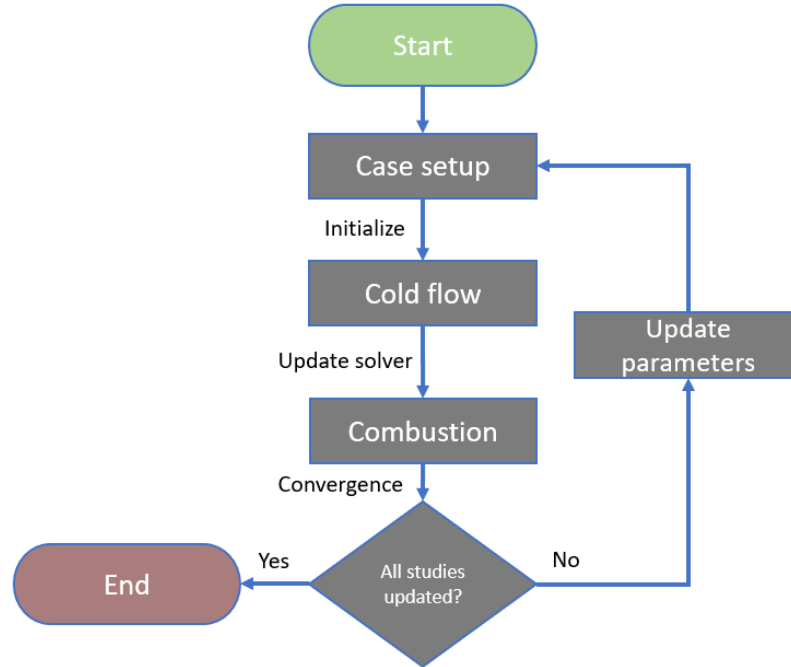 Start
Case setup
Initialize
Cold flow
Update
parameters
Update solver
Combustion
Convergence
All studies
updated?
Yes
No
End